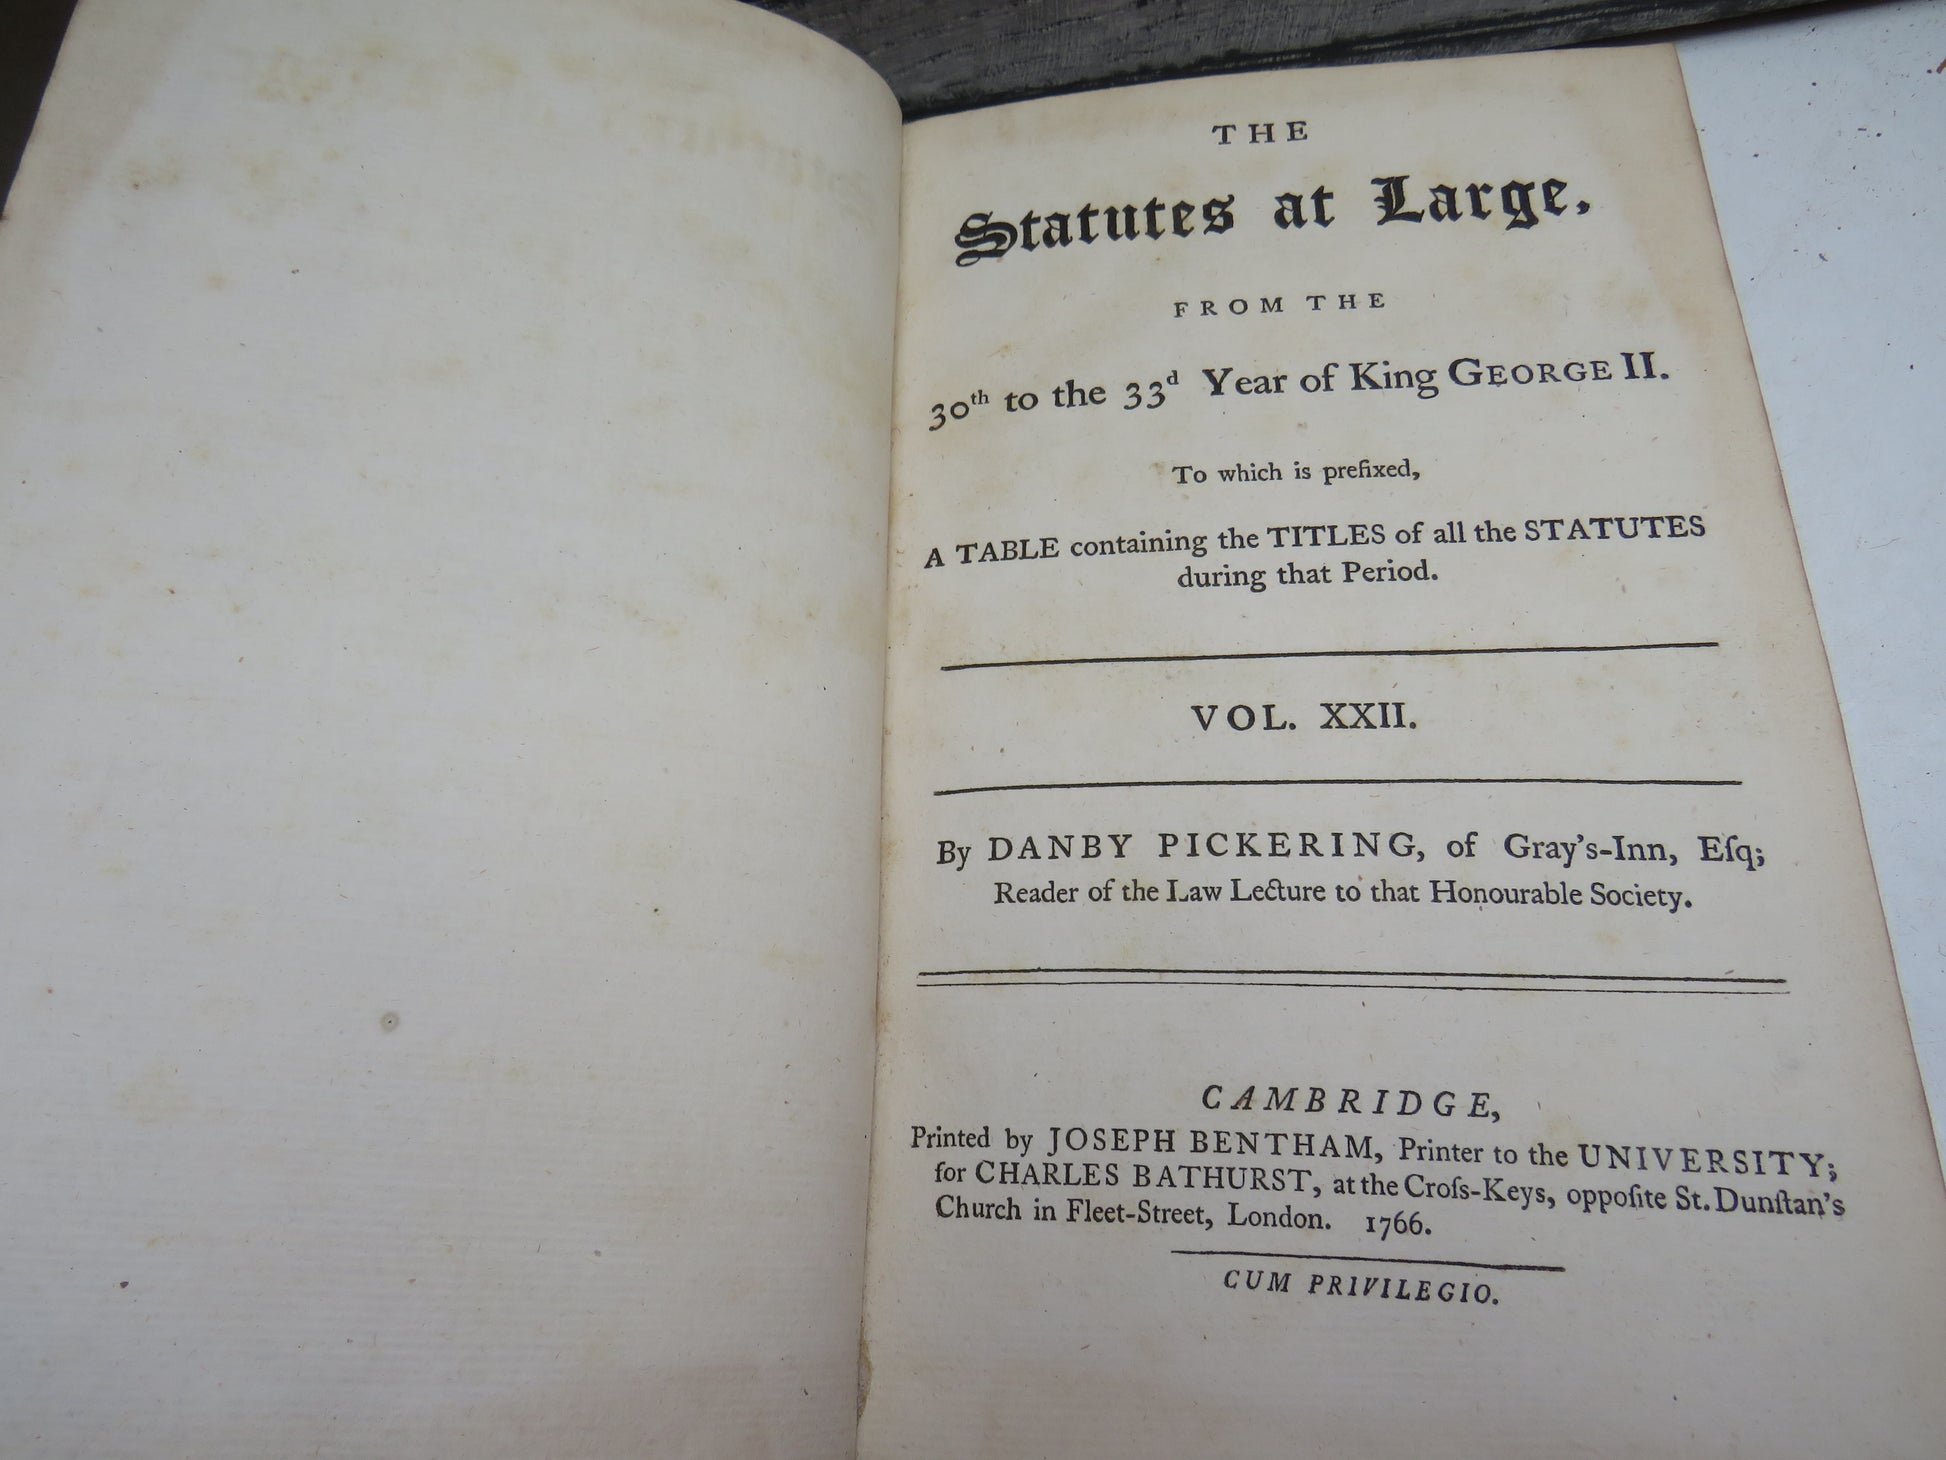 THE
Statutes at Large,
FROM THE
30th to the 33d Year of King GEORGE II.
To which is prefixed,
A TABLE containing the TITLES of all the STATUTES
during that Period.
VOL. XXII.
By DANBY PICKERING, of Gray's-Inn, Eſq;
Reader of the Law Lecture to that Honourable Society.
CAMBRIDGE,
Printed by JOSEPH BENTHAM, Printer to the UNIVERSITY;
for CHARLES BATHURST, at the Croſs-Keys, oppoſite St. Dunſtan's
Church in Fleet-Street, London. 1766.
CUM PRIVILEGIO.